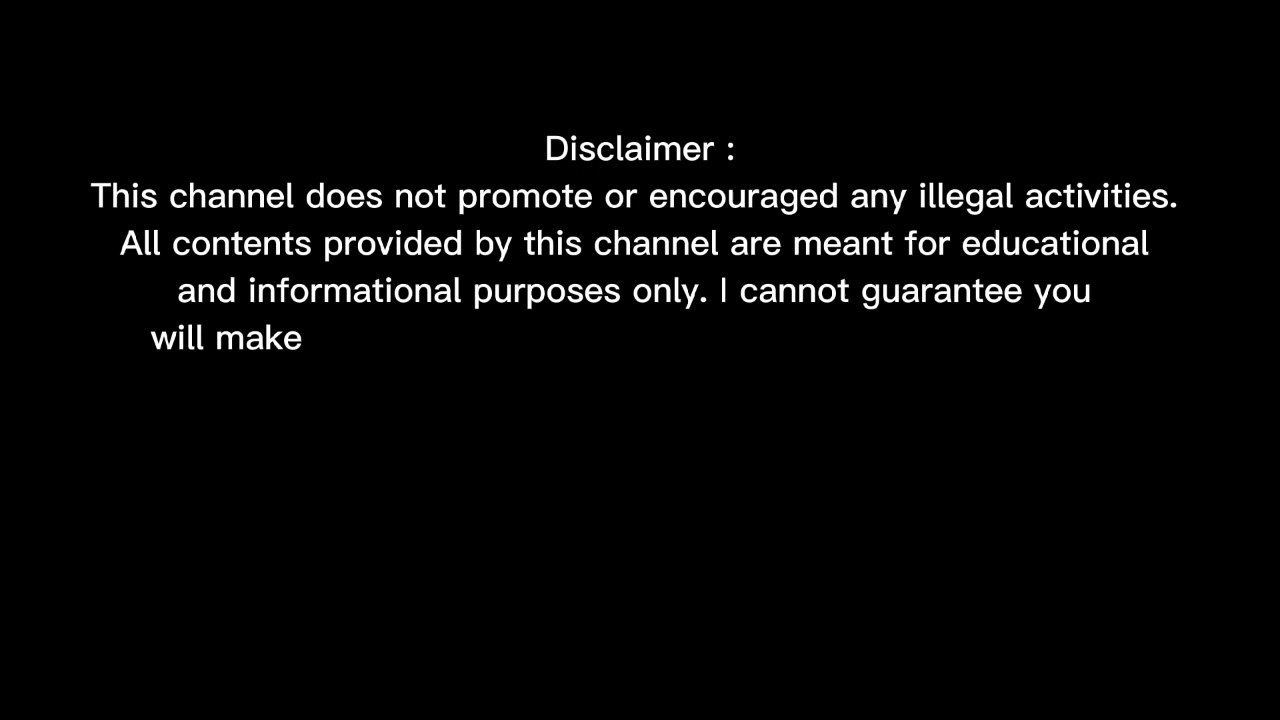 Disclaimer :
This channel does not promote or encouraged any illegal activities.
All contents provided by this channel are meant for educational
and informational purposes only. I cannot guarantee you
will make